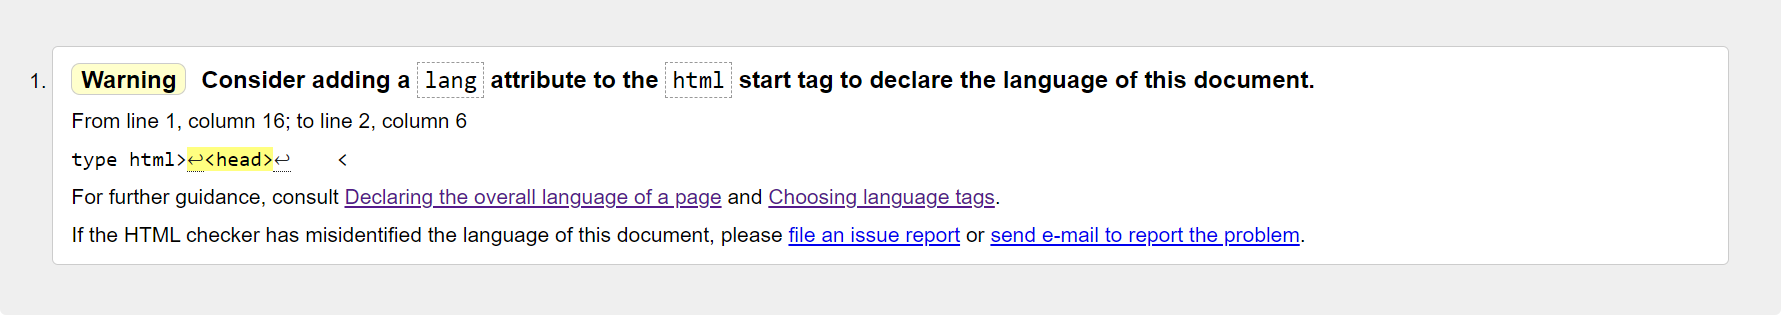 1. Warning Consider adding a lang attribute to the html start tag to declare the language of this document.
From line 1, column 16; to line 2, column 6
type html>↩<head>↩    <
For further guidance, consult Declaring the overall language of a page and Choosing language tags.
If the HTML checker has misidentified the language of this document, please file an issue report or send e-mail to report the problem.